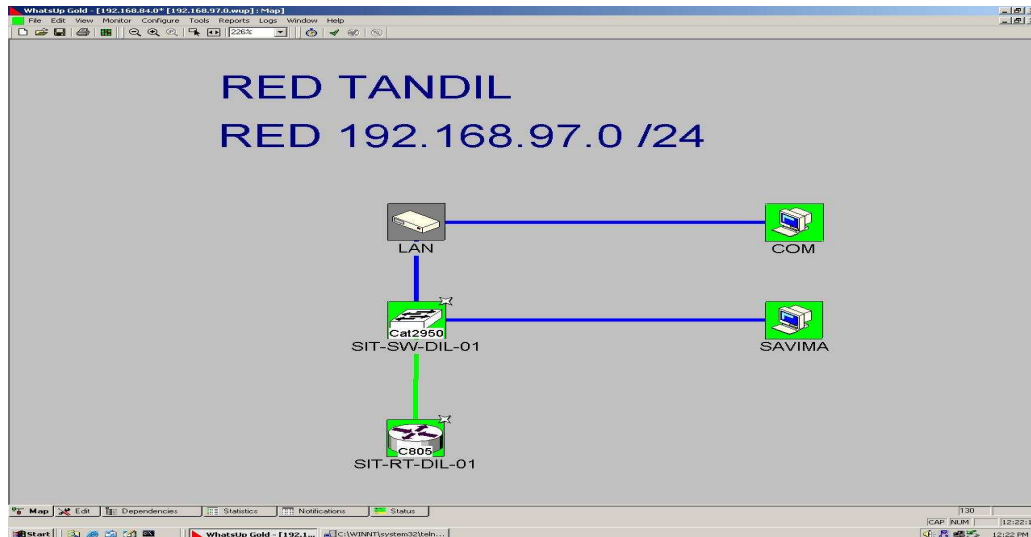 WhatsUp Gold - [192.168.84.0* [192.168.97.0.wup] : Map]
File Edit View Monitor Configure Tools Reports Logs Window Help
226%
RED TANDIL
RED 192.168.97.0 /24
LAN
COM
Cat2950
SIT-SW-DIL-01
SAVIMA
C805
SIT-RT-DIL-01
Map Edit Dependencies Statistics Notifications Status
130
CAP NUM 12:22:1
Start WhatsUp Gold - [192.1... C:\WINNT\system32\teln... 12:22 PM